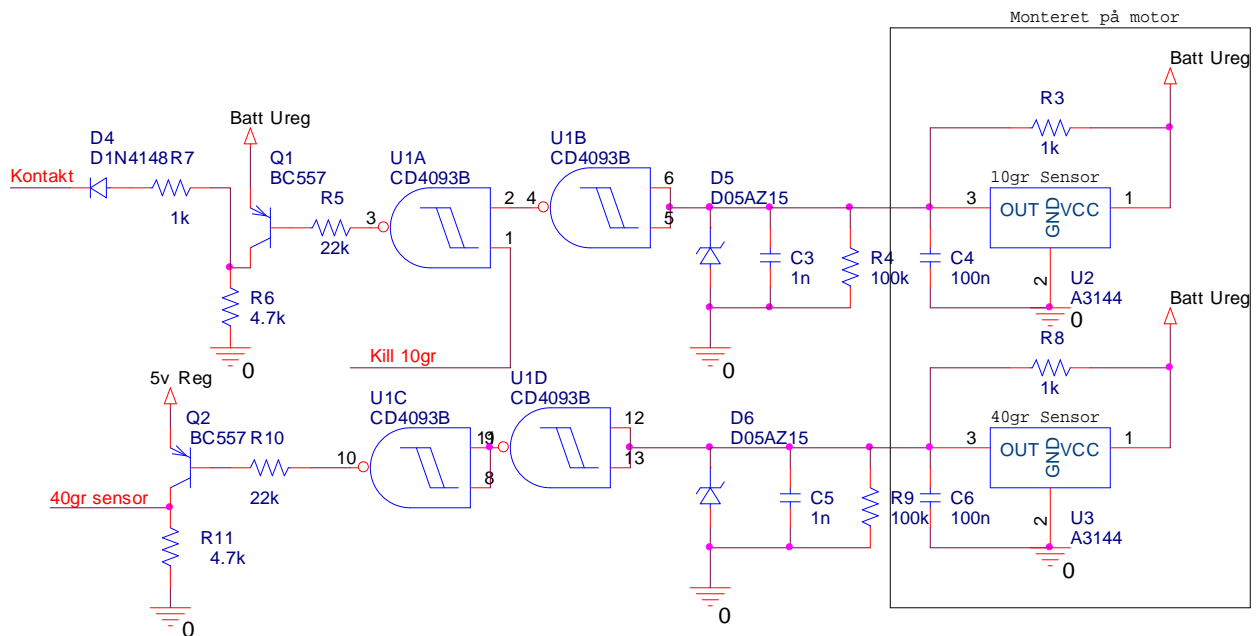 Monteret på motor
Batt Ureg
R3
1k
10gr Sensor
3
OUT
GND
VCC
1
2
C4
100n
U2
A3144
0
D4
D1N4148
R7
Kontakt
1k
Batt Ureg
Q1
BC557
R5
22k
R6
4.7k
0
U1A
CD4093B
3
2
1
U1B
CD4093B
4
6
5
D5
D05AZ15
C3
1n
R4
100k
0
Kill 10gr
5v Reg
Q2
BC557
R10
22k
40gr sensor
R11
4.7k
0
U1C
CD4093B
10
9
8
U1D
CD4093B
11
12
13
D6
D05AZ15
C5
1n
R9
100k
0
Batt Ureg
R8
1k
40gr Sensor
3
OUT
GND
VCC
1
2
C6
100n
U3
A3144
0